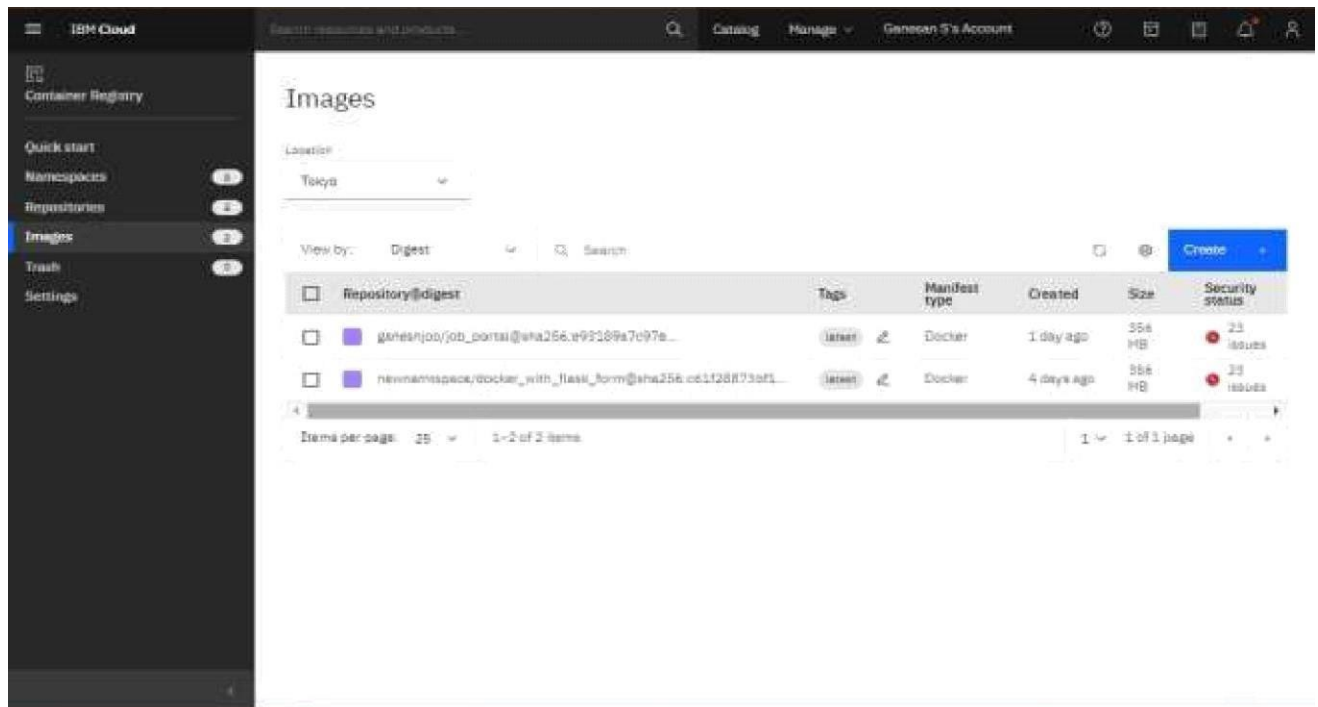 IBM Cloud
Search resources and products...
Catalog
Manage
Ganesan S's Account
Container Registry
Quick start
Namespaces
Repositories
Images 2
Trash 0
Settings
Images
Location
Tokyo
View by: Digest
Search
Create
Repository@digest Tags Manifest type Created Size Security status
latest Docker 1 day ago 356 MB 23 issues
latest Docker 4 days ago 356 MB 23 issues
Items per page: 25 1–2 of 2 items 1 1 of 1 page